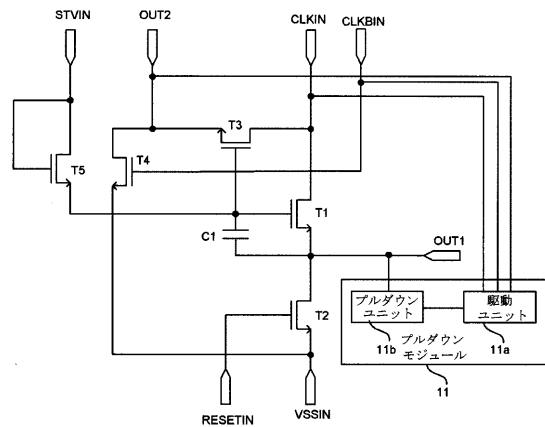 STVIN
OUT2
CLKIN
CLKBIN
T3
T4
T5
T1
C1
OUT1
T2
プルダウン
ユニット
駆動
ユニット
11b
11a
プルダウン
モジュール
11
RESETIN
VSSIN